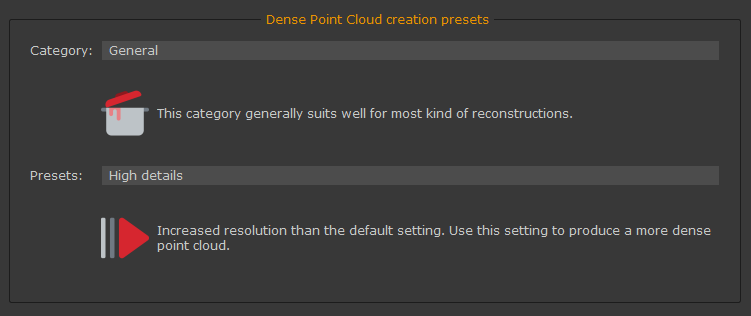 Dense Point Cloud creation presets
Category: General
This category generally suits well for most kind of reconstructions.
Presets: High details
Increased resolution than the default setting. Use this setting to produce a more dense
point cloud.